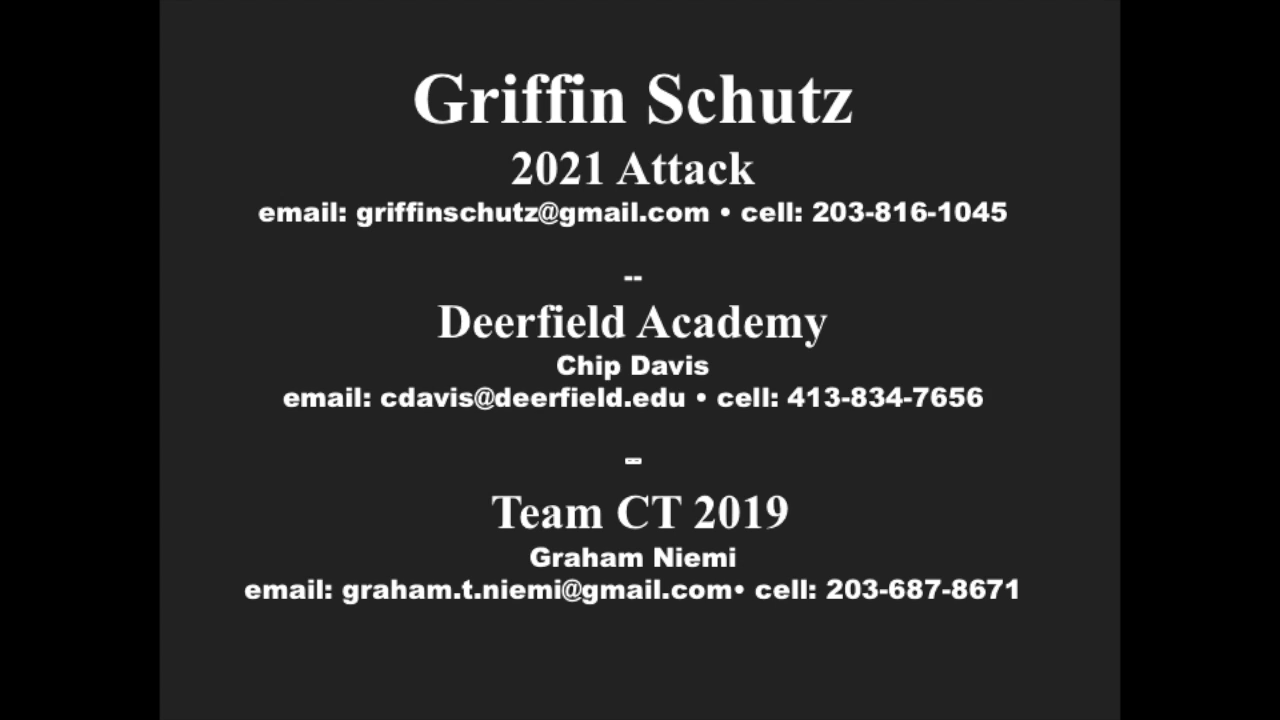 Griffin Schutz
2021 Attack
email: griffinschutz@gmail.com • cell: 203-816-1045
--
Deerfield Academy
Chip Davis
email: cdavis@deerfield.edu • cell: 413-834-7656
--
Team CT 2019
Graham Niemi
email: graham.t.niemi@gmail.com• cell: 203-687-8671